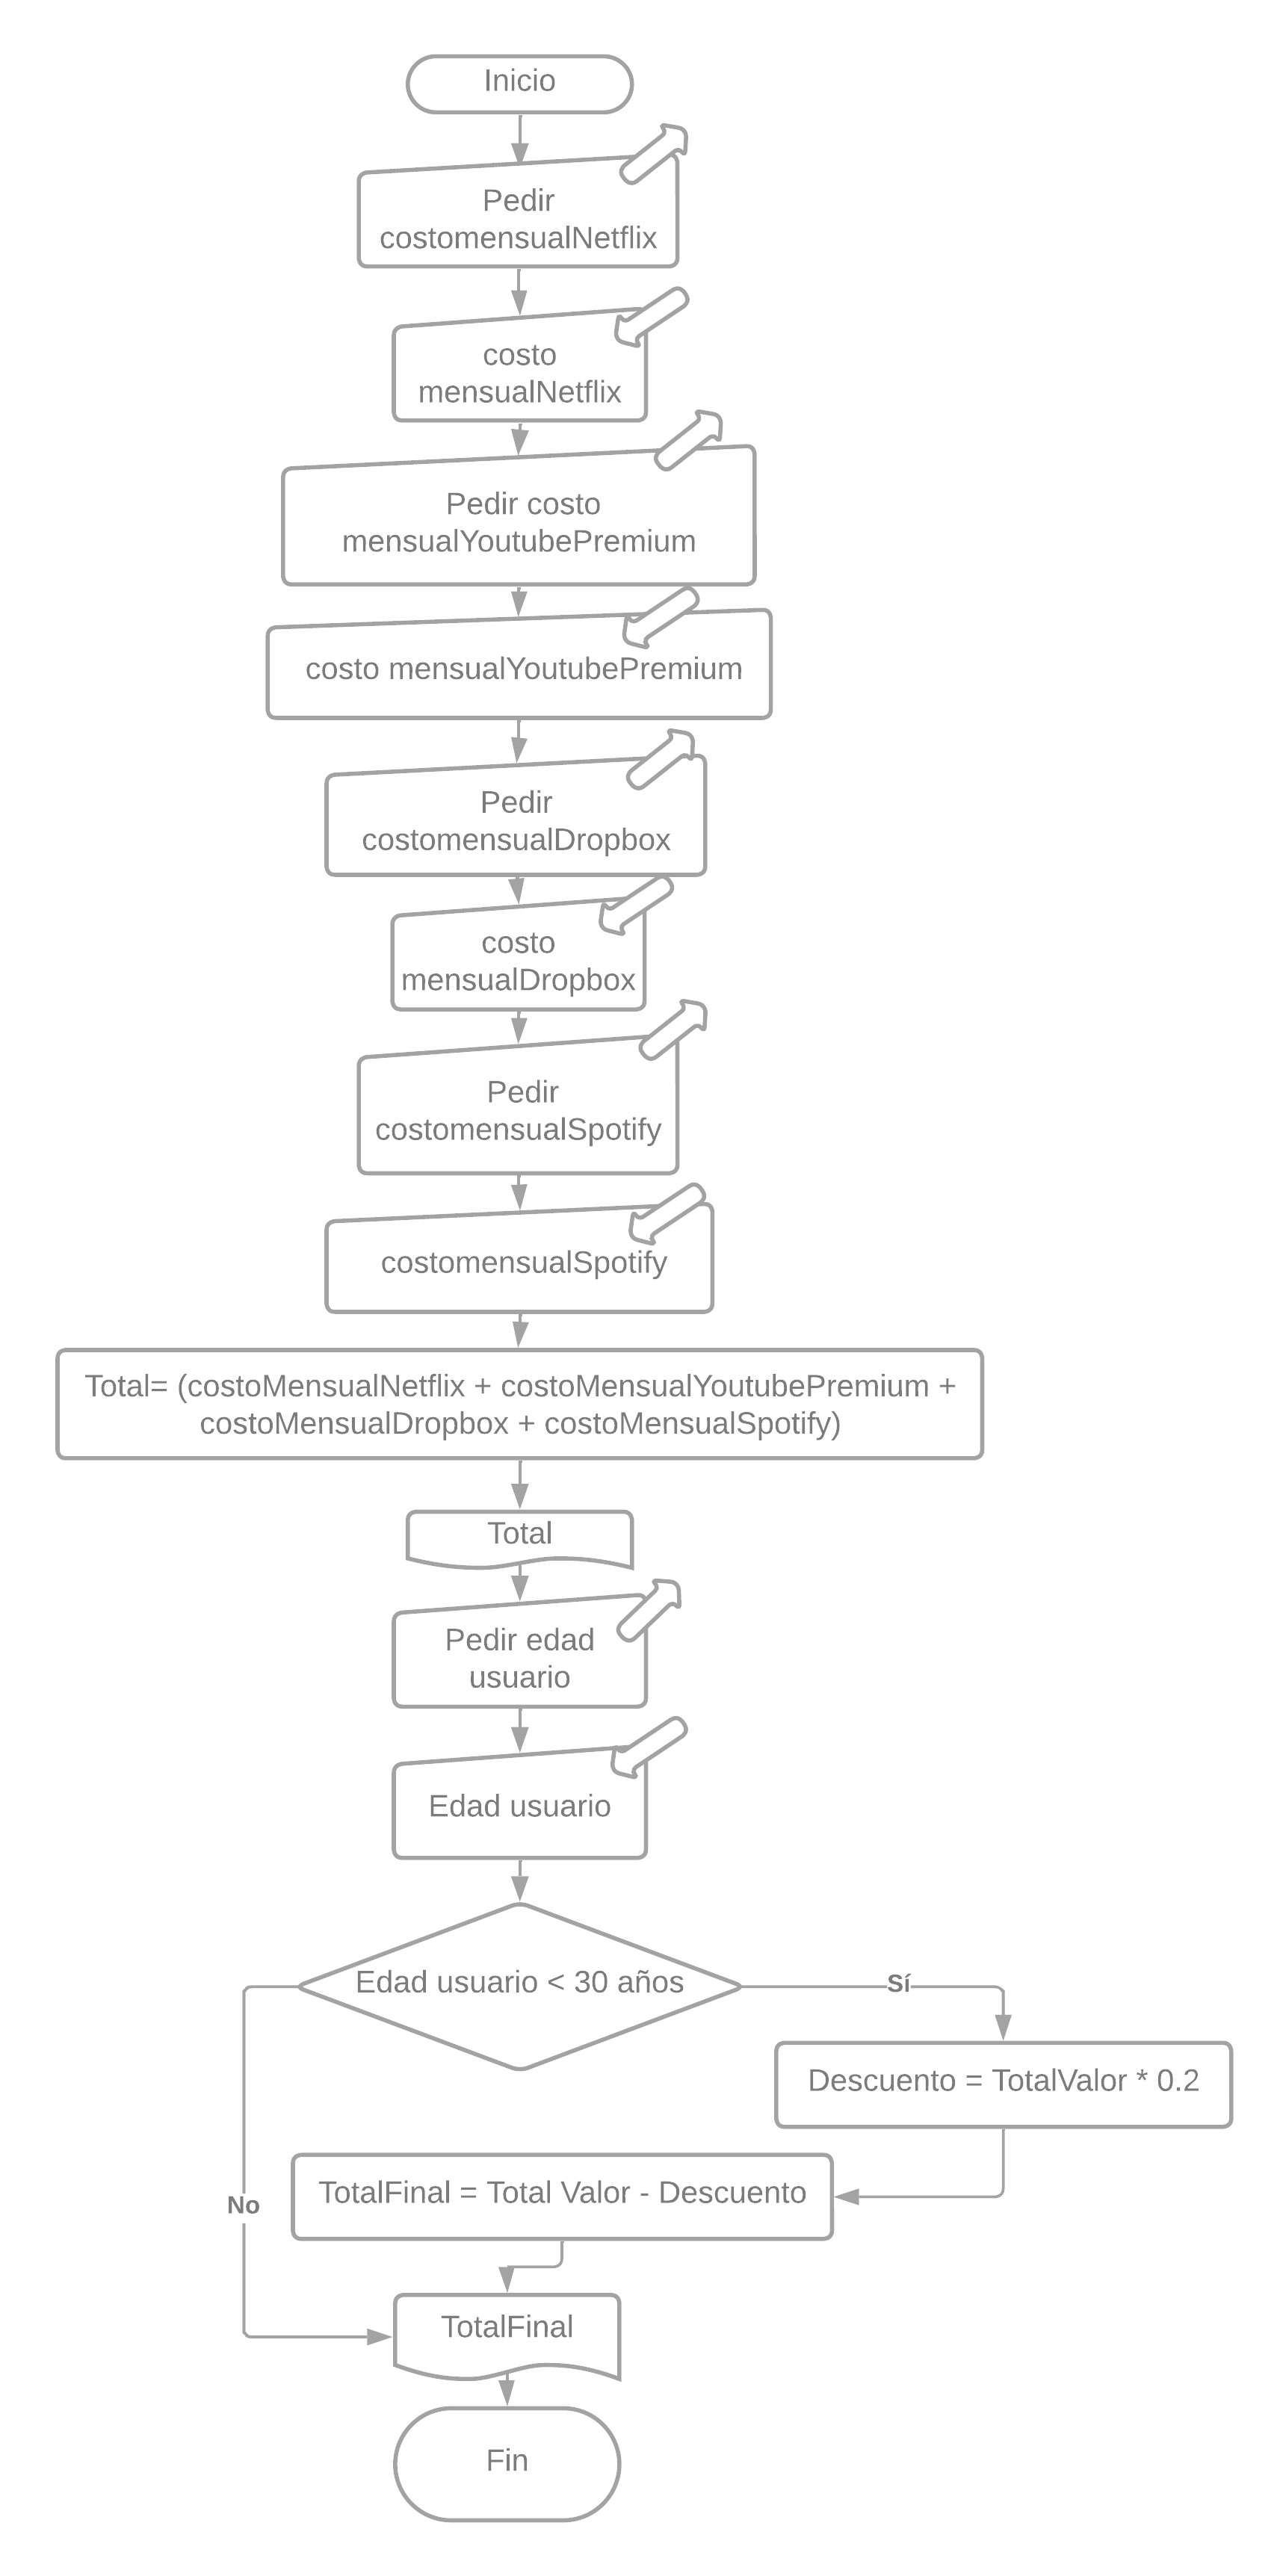 Inicio
Pedir
costomensualNetflix
costo
mensualNetflix
Pedir costo
mensualYoutubePremium
costo mensualYoutubePremium
Pedir
costomensualDropbox
costo
mensualDropbox
Pedir
costomensualSpotify
costomensualSpotify
Total= (costoMensualNetflix + costoMensualYoutubePremium +
costoMensualDropbox + costoMensualSpotify)
Total
Pedir edad
usuario
Edad usuario
Edad usuario < 30 años
Sí
Descuento = TotalValor * 0.2
TotalFinal = Total Valor - Descuento
No
TotalFinal
Fin